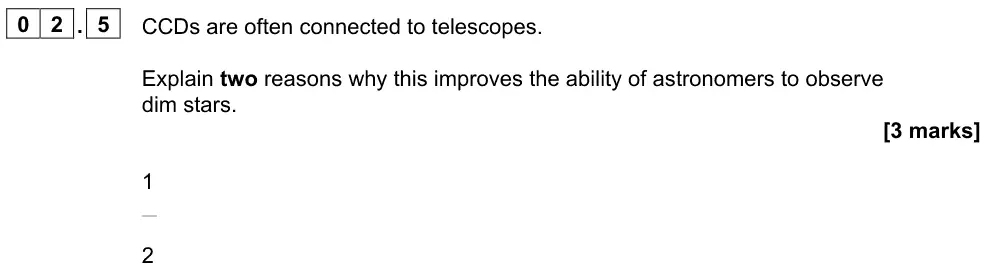 0 2 . 5 CCDs are often connected to telescopes.
Explain two reasons why this improves the ability of astronomers to observe
dim stars.
[3 marks]
1
2